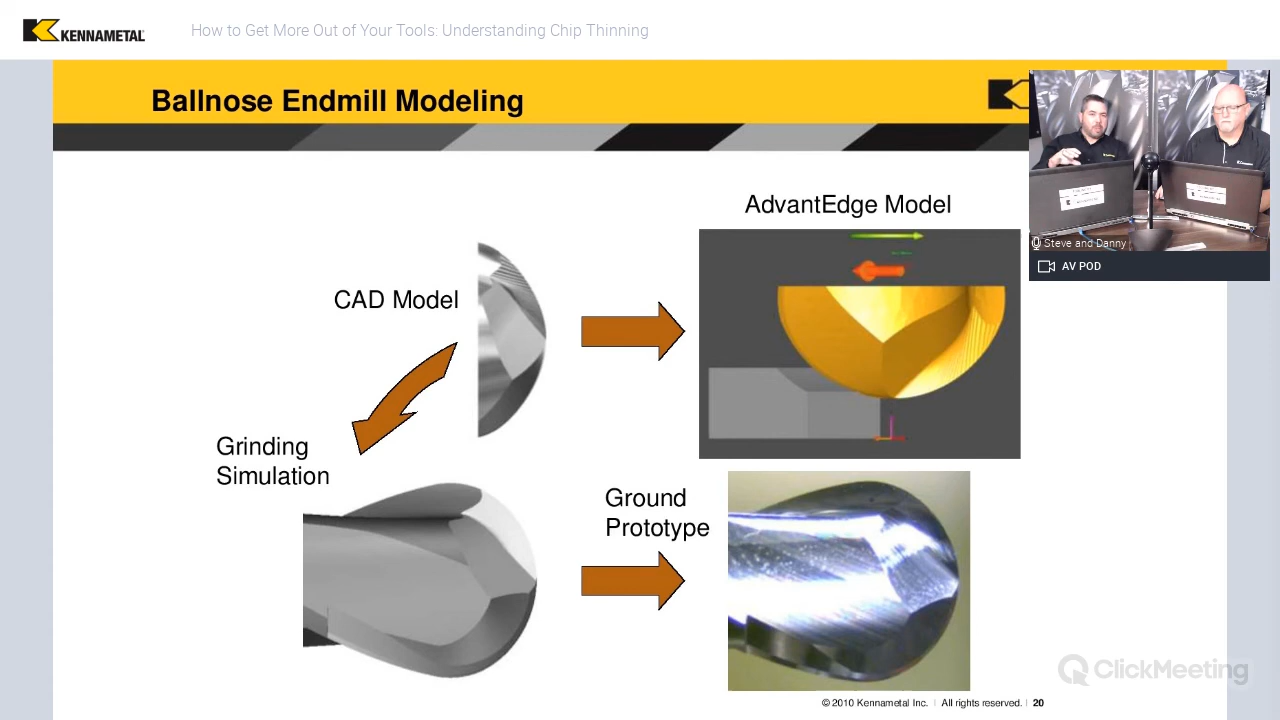 KENNAMETAL
How to Get More Out of Your Tools: Understanding Chip Thinning
Ballnose Endmill Modeling
AdvantEdge Model
CAD Model
Steve and Danny
AV POD
Grinding
Simulation
Ground
Prototype
ClickMeeting
© 2010 Kennametal Inc. | All rights reserved. | 20